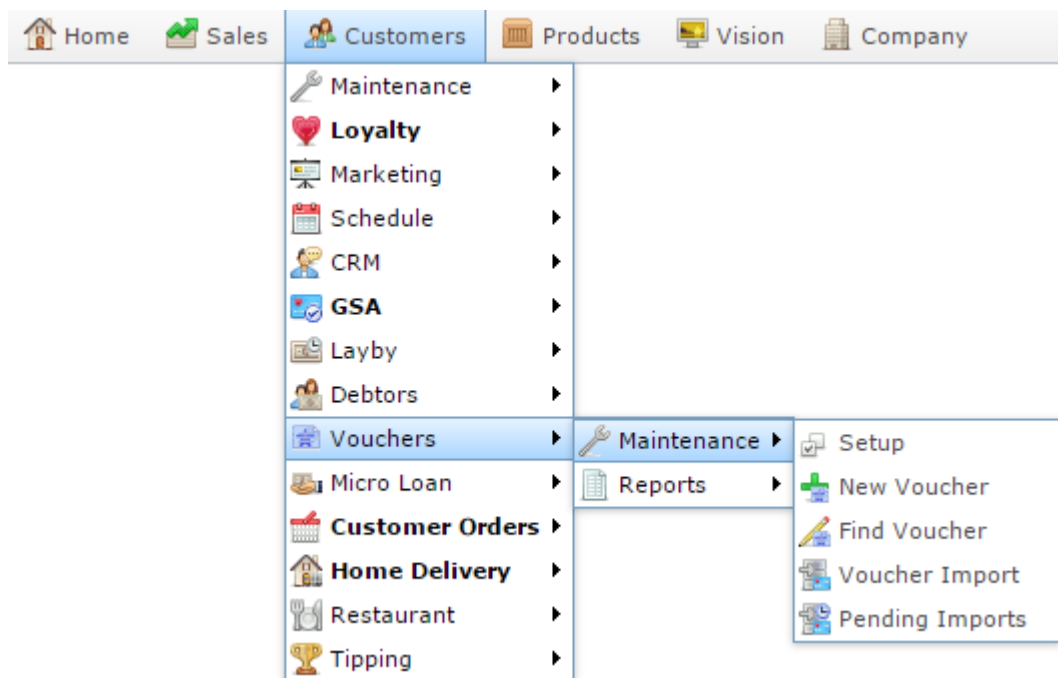 Home Sales Customers Products Vision Company
Maintenance
Loyalty
Marketing
Schedule
CRM
GSA
Layby
Debtors
Vouchers Maintenance Setup
Micro Loan Reports New Voucher
Customer Orders Find Voucher
Home Delivery Voucher Import
Restaurant Pending Imports
Tipping